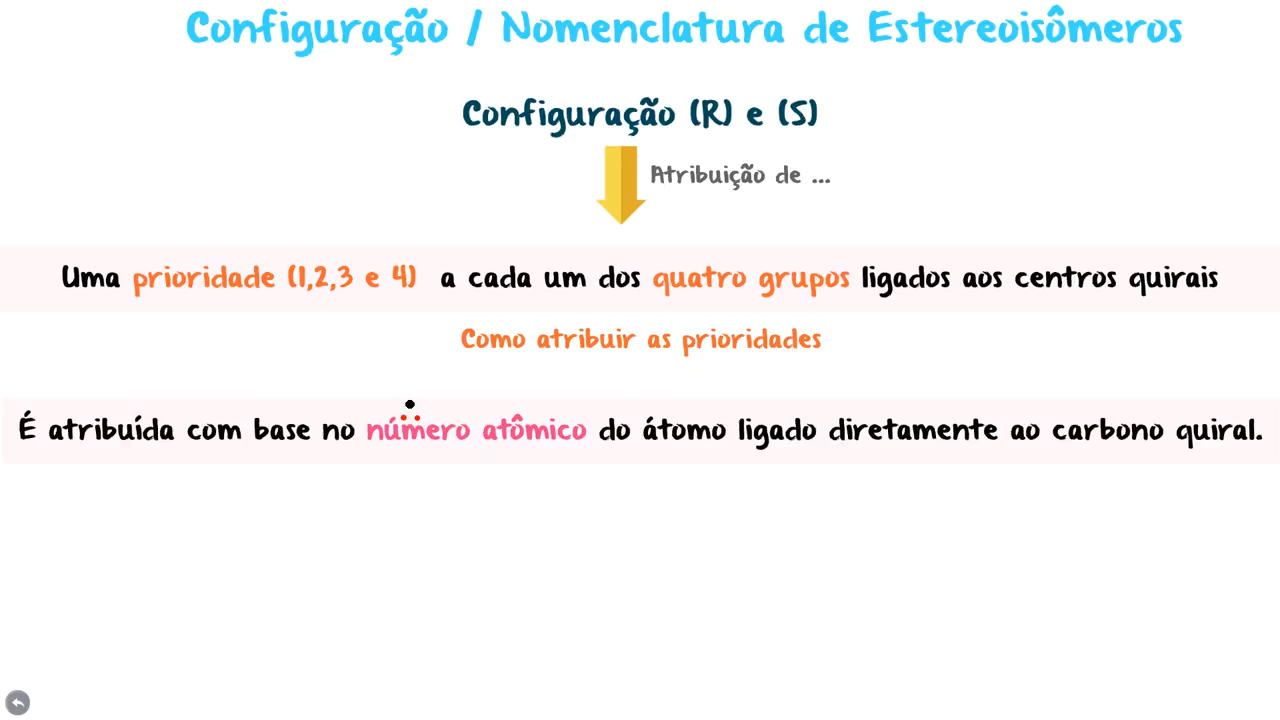 Configuração / Nomenclatura de Estereoisômeros
Configuração (R) e (S)
Atribuição de ...
Uma prioridade (1,2,3 e 4) a cada um dos quatro grupos ligados aos centros quirais
Como atribuir as prioridades
É atribuída com base no número atômico do átomo ligado diretamente ao carbono quiral.